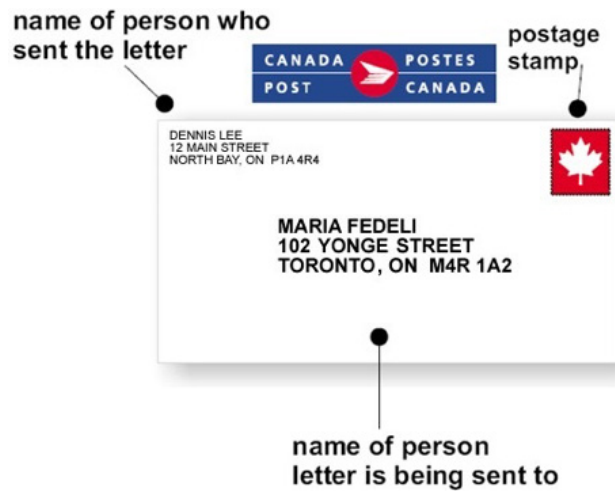 name of person who
sent the letter
CANADA POSTES
POST CANADA
postage
stamp
DENNIS LEE
12 MAIN STREET
NORTH BAY, ON P1A 4R4
MARIA FEDELI
102 YONGE STREET
TORONTO, ON M4R 1A2
name of person
letter is being sent to